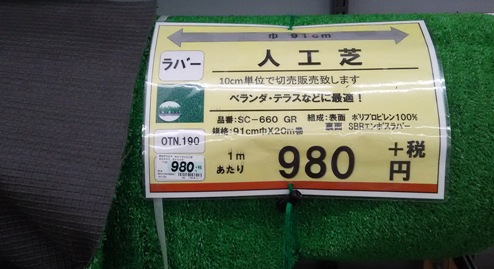 巾 91cm
ラバー
人工芝
10cm単位で切売販売致します
ベランダ・テラスなどに最適！
品番:SC-660 GR 組成:表面 ポリプロピレン100%
規格:91cm巾X20m巻 裏面 SBRエンボスラバー
OTN.190
980
1m
あたり
980
+税
円